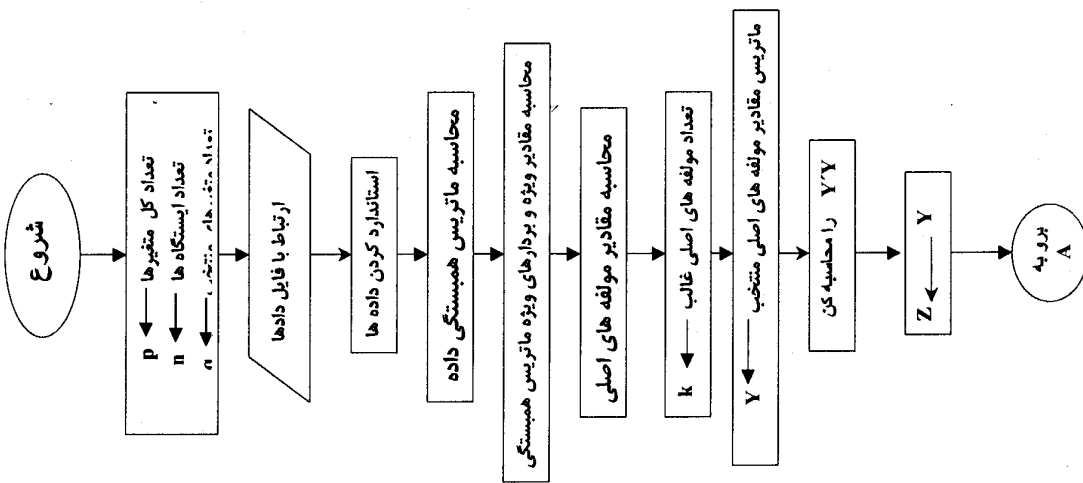 شروع
p ← تعداد کل متغیرها
n ← تعداد ایستگاه ها
ارتباط با فایل دادها
استاندارد کردن داده ها
محاسبه ماتریس همبستگی داده
محاسبه مقادیر ویژه و بردارهای ویژه ماتریس همبستگی
محاسبه مقادیر مولفه های اصلی
k ← تعداد مولفه های اصلی غالب
Y ← ماتریس مقادیر مولفه های اصلی منتخب
Y'Y را محاسبه کن
Z ← Y
برو به
A